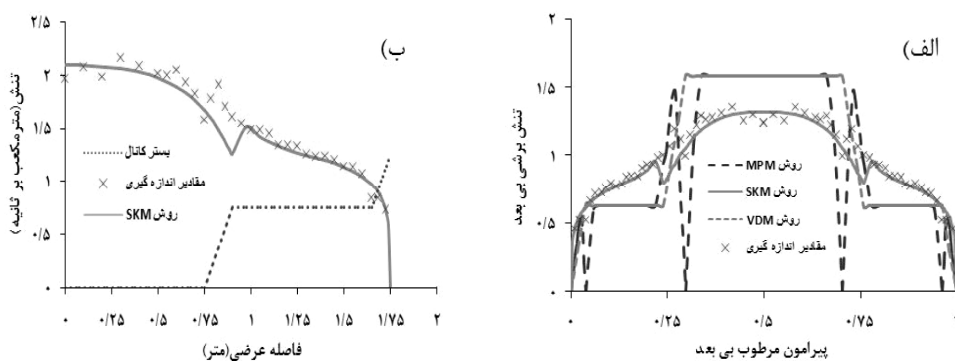 الف)
تنش برشی بی بعد
۲
۱/۵
۱
۰/۵
۰
روش MPM
روش SKM
روش VDM
مقادیر اندازه گیری
۰
۰/۲۵
۰/۵
۰/۷۵
۱
پیرامون مرطوب بی بعد
ب)
تنش(مترمکعب بر ثانیه)
۲/۵
۲
۱/۵
۱
۰/۵
۰
بستر کانال
مقادیر اندازه گیری
روش SKM
۰
۰/۲۵
۰/۵
۰/۷۵
۱
۱/۲۵
۱/۵
۱/۷۵
۲
فاصله عرضی(متر)